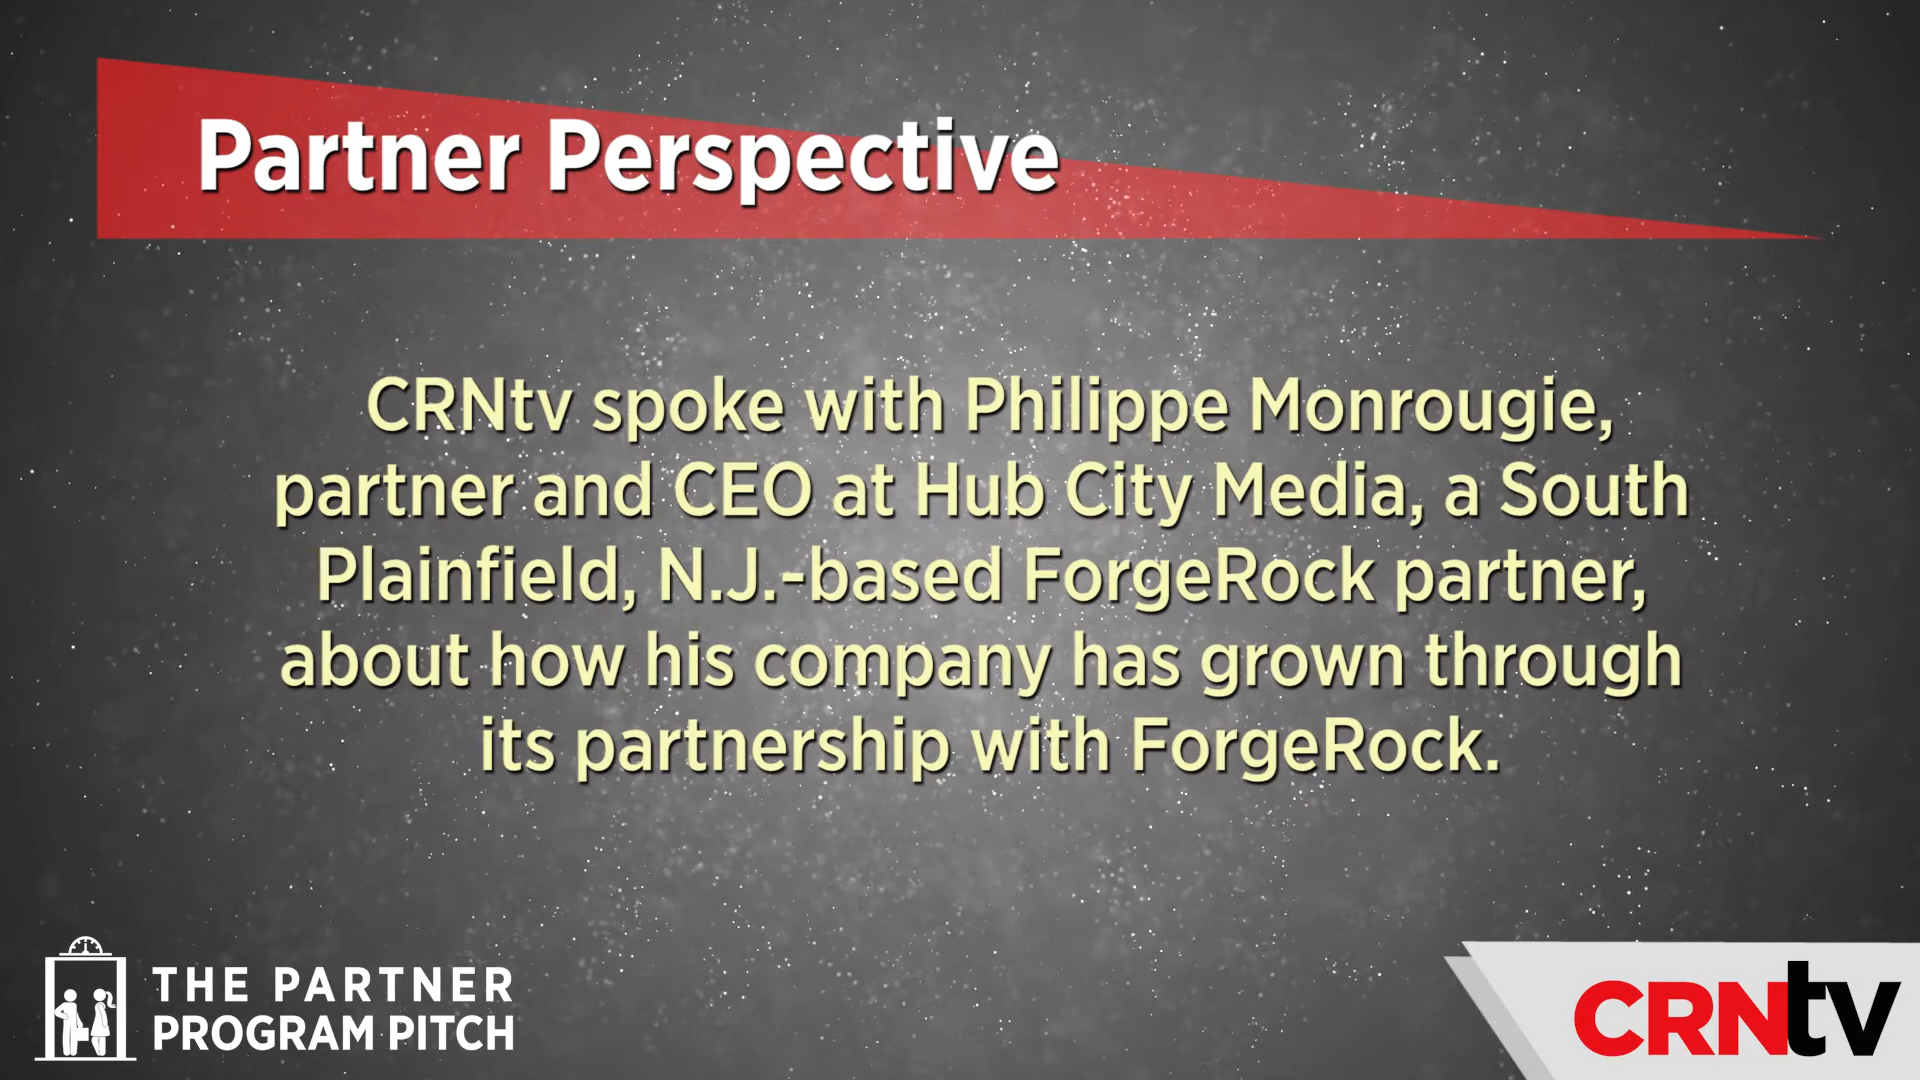 Partner Perspective
CRNtv spoke with Philippe Monrougie,
partner and CEO at Hub City Media, a South
Plainfield, N.J.-based ForgeRock partner,
about how his company has grown through
its partnership with ForgeRock.
THE PARTNER
PROGRAM PITCH
CRNtv